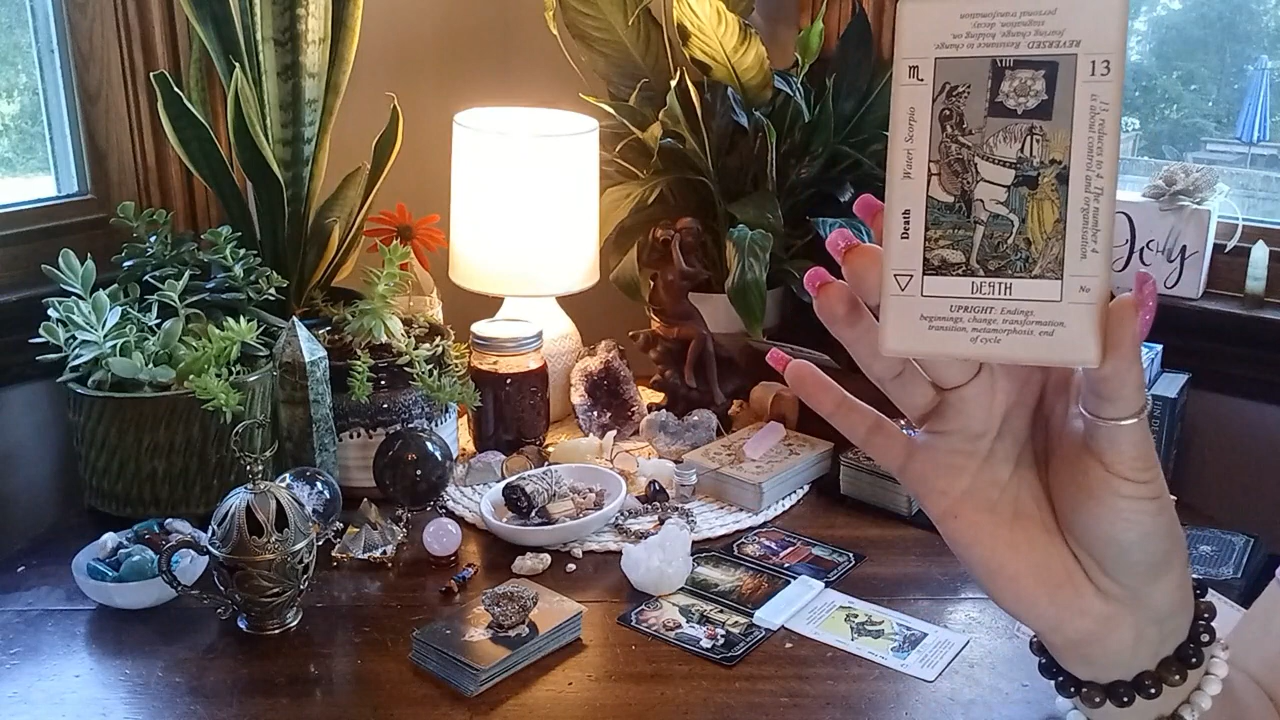 REVERSED: Resistance to change,
fearing change, holding on,
stagnation, decay,
personal transfomation
XIII
13
Water Scorpio
Death
13, reduces to 4. The number 4
is about control and organisation.
DEATH
No
UPRIGHT: Endings,
beginnings, change, transformation,
transition, metamorphosis, end
of cycle
Joy